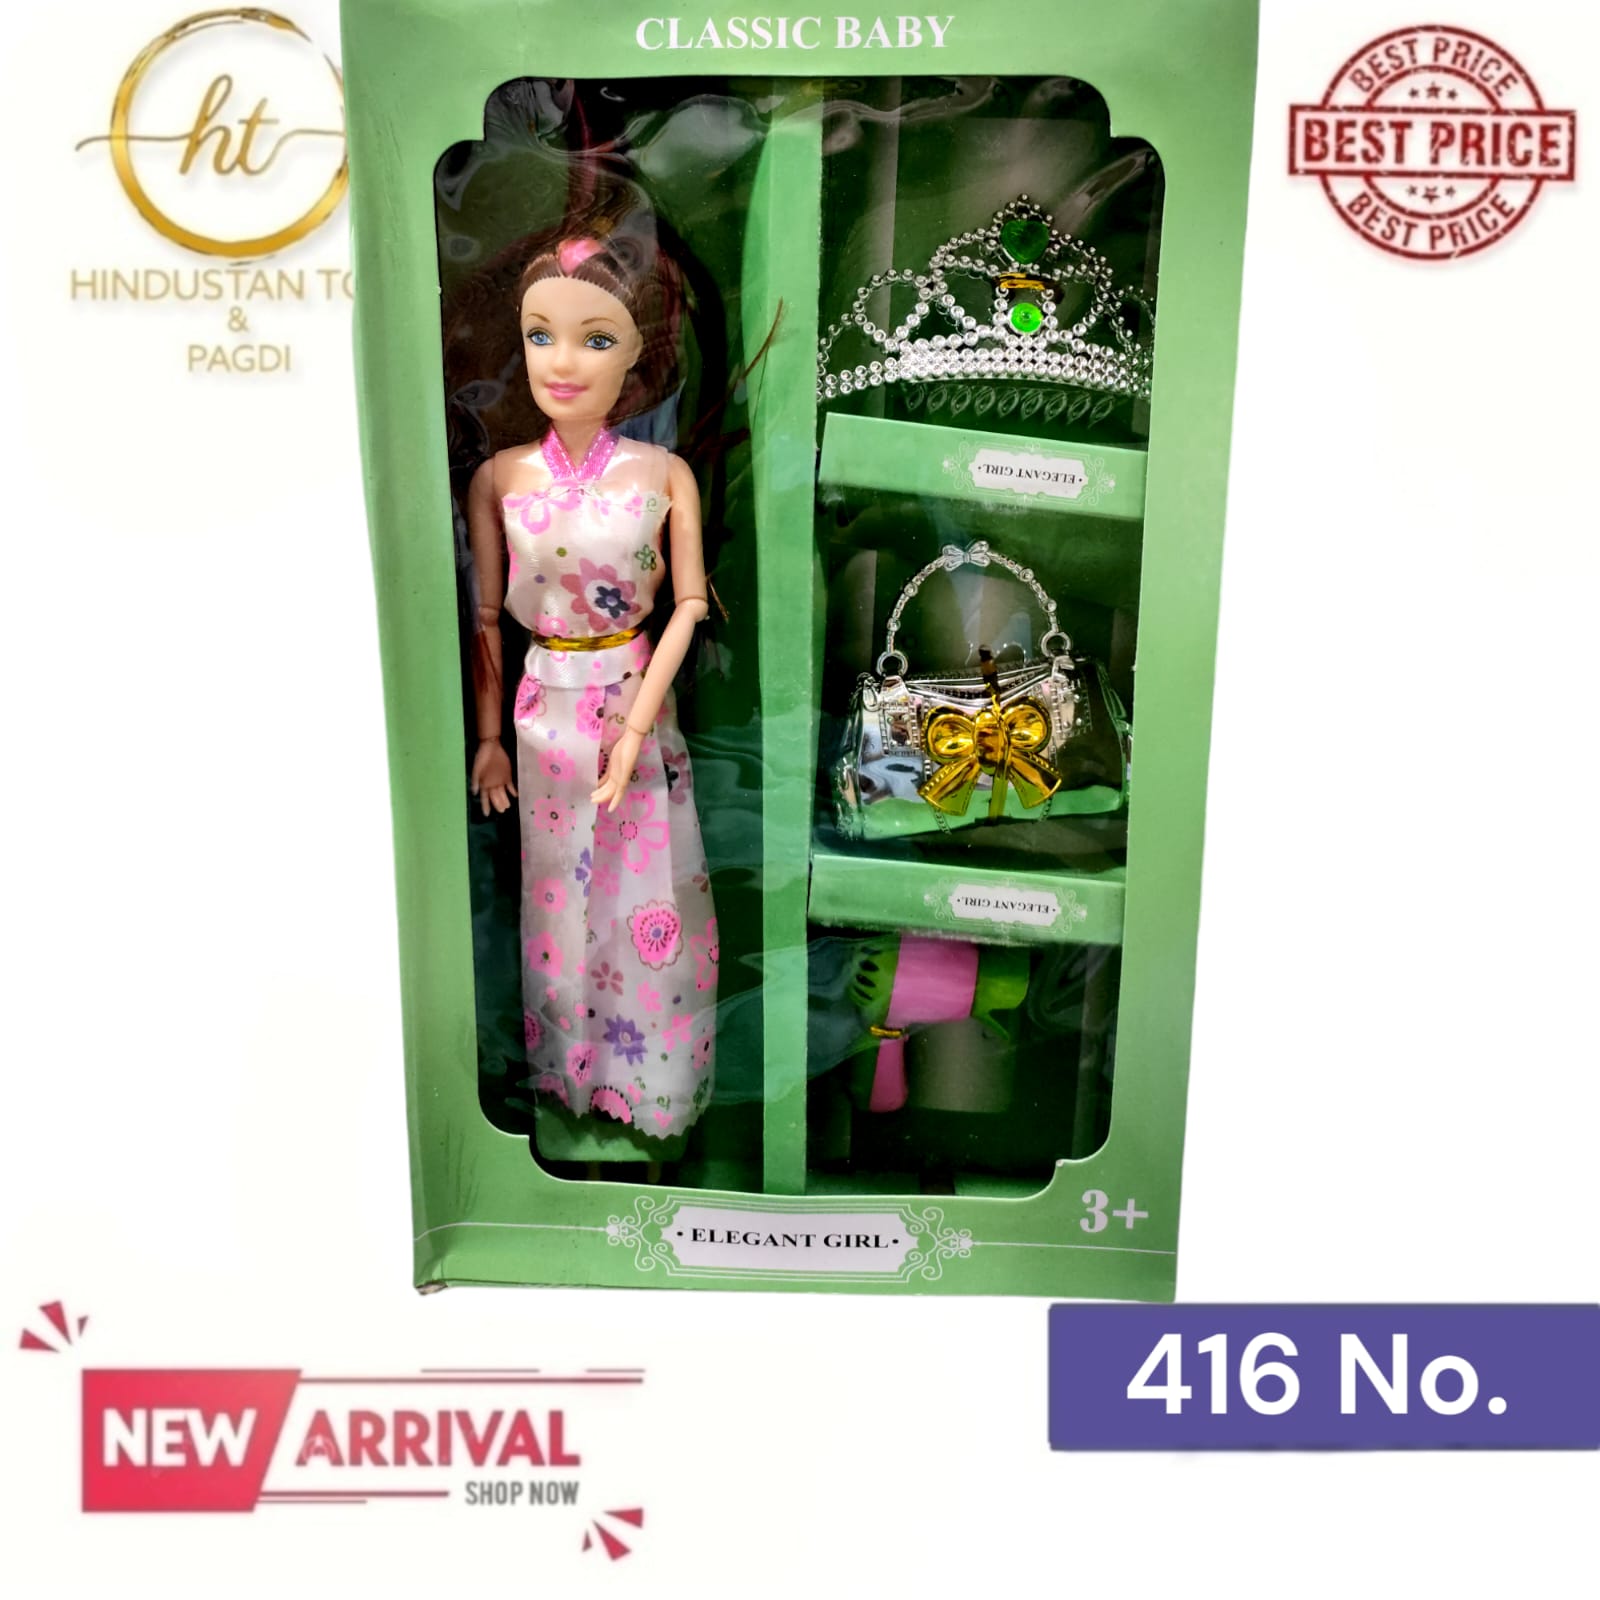 CLASSIC BABY
ht
HINDUSTAN
&
PAGDI
BEST PRICE
BEST PRICE
BEST PRICE
ELEGANT GIRL
ELEGANT GIRL
3+
• ELEGANT GIRL •
416 No.
NEW ARRIVAL
SHOP NOW